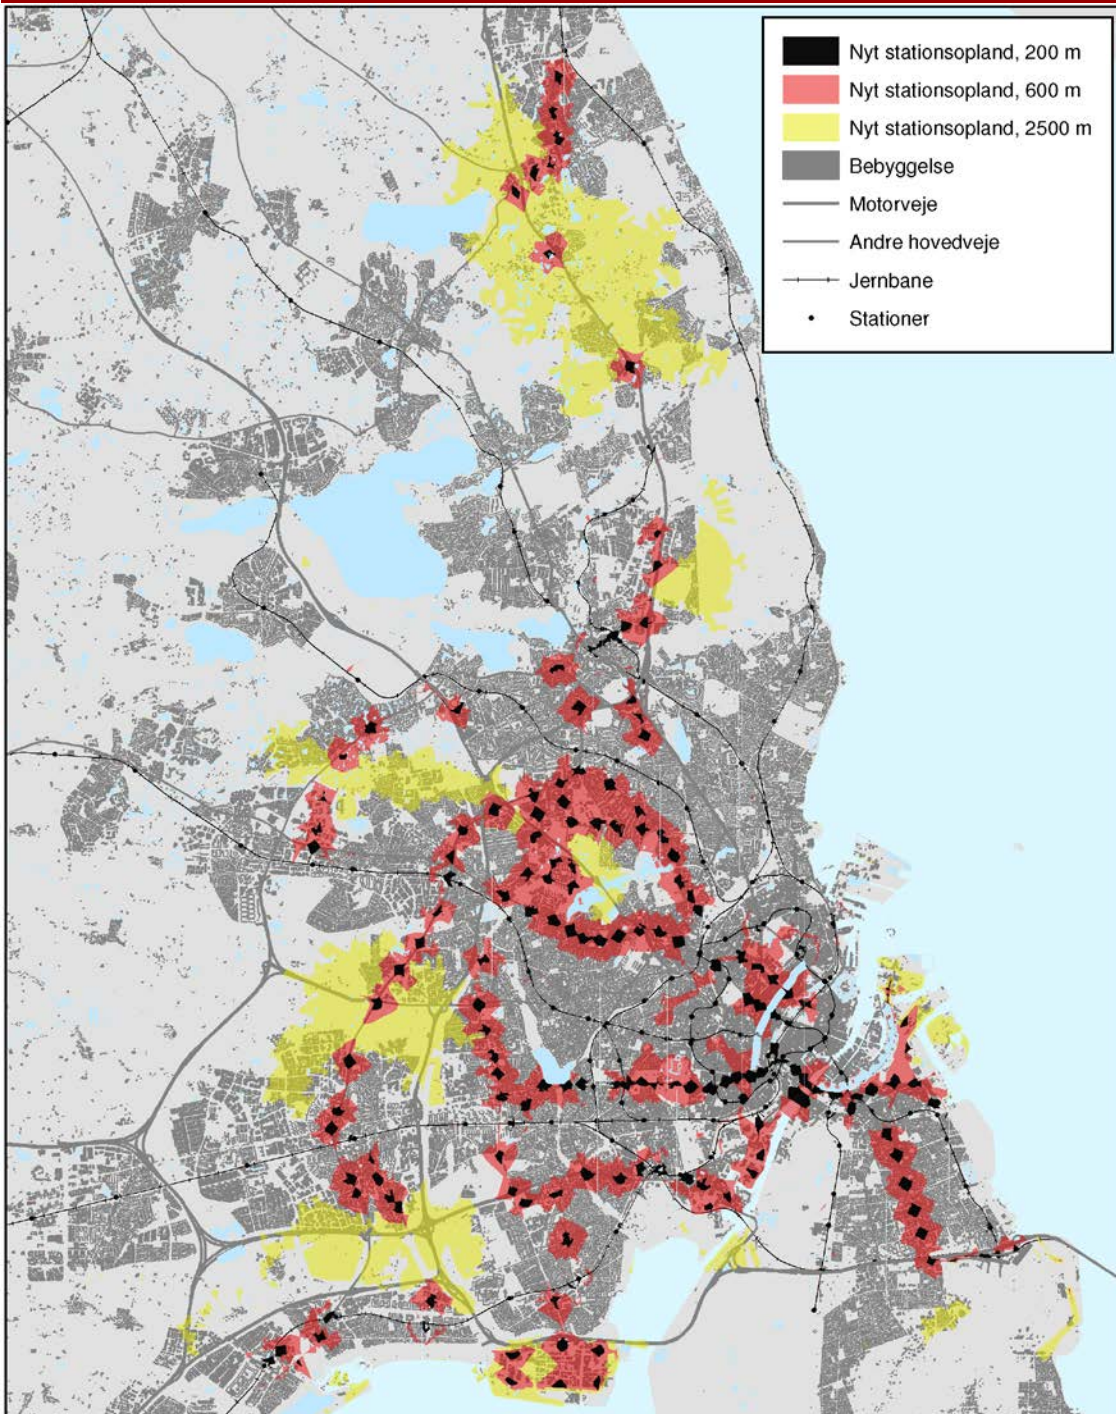 Nyt stationsopland, 200 m
Nyt stationsopland, 600 m
Nyt stationsopland, 2500 m
Bebyggelse
Motorveje
Andre hovedveje
Jernbane
Stationer